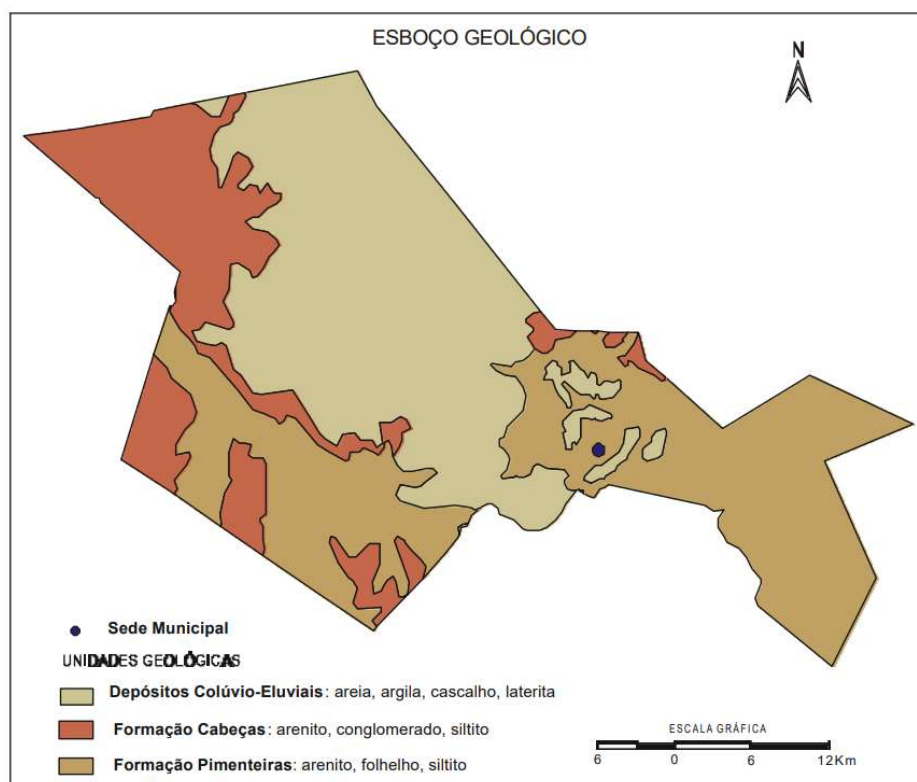 ESBOÇO GEOLÓGICO
N
Sede Municipal
UNIDADES GEOLÓGICAS
Depósitos Colúvio-Eluviais: areia, argila, cascalho, laterita
Formação Cabeças: arenito, conglomerado, siltito
Formação Pimenteiras: arenito, folhelho, siltito
ESCALA GRÁFICA
6 0 6 12Km